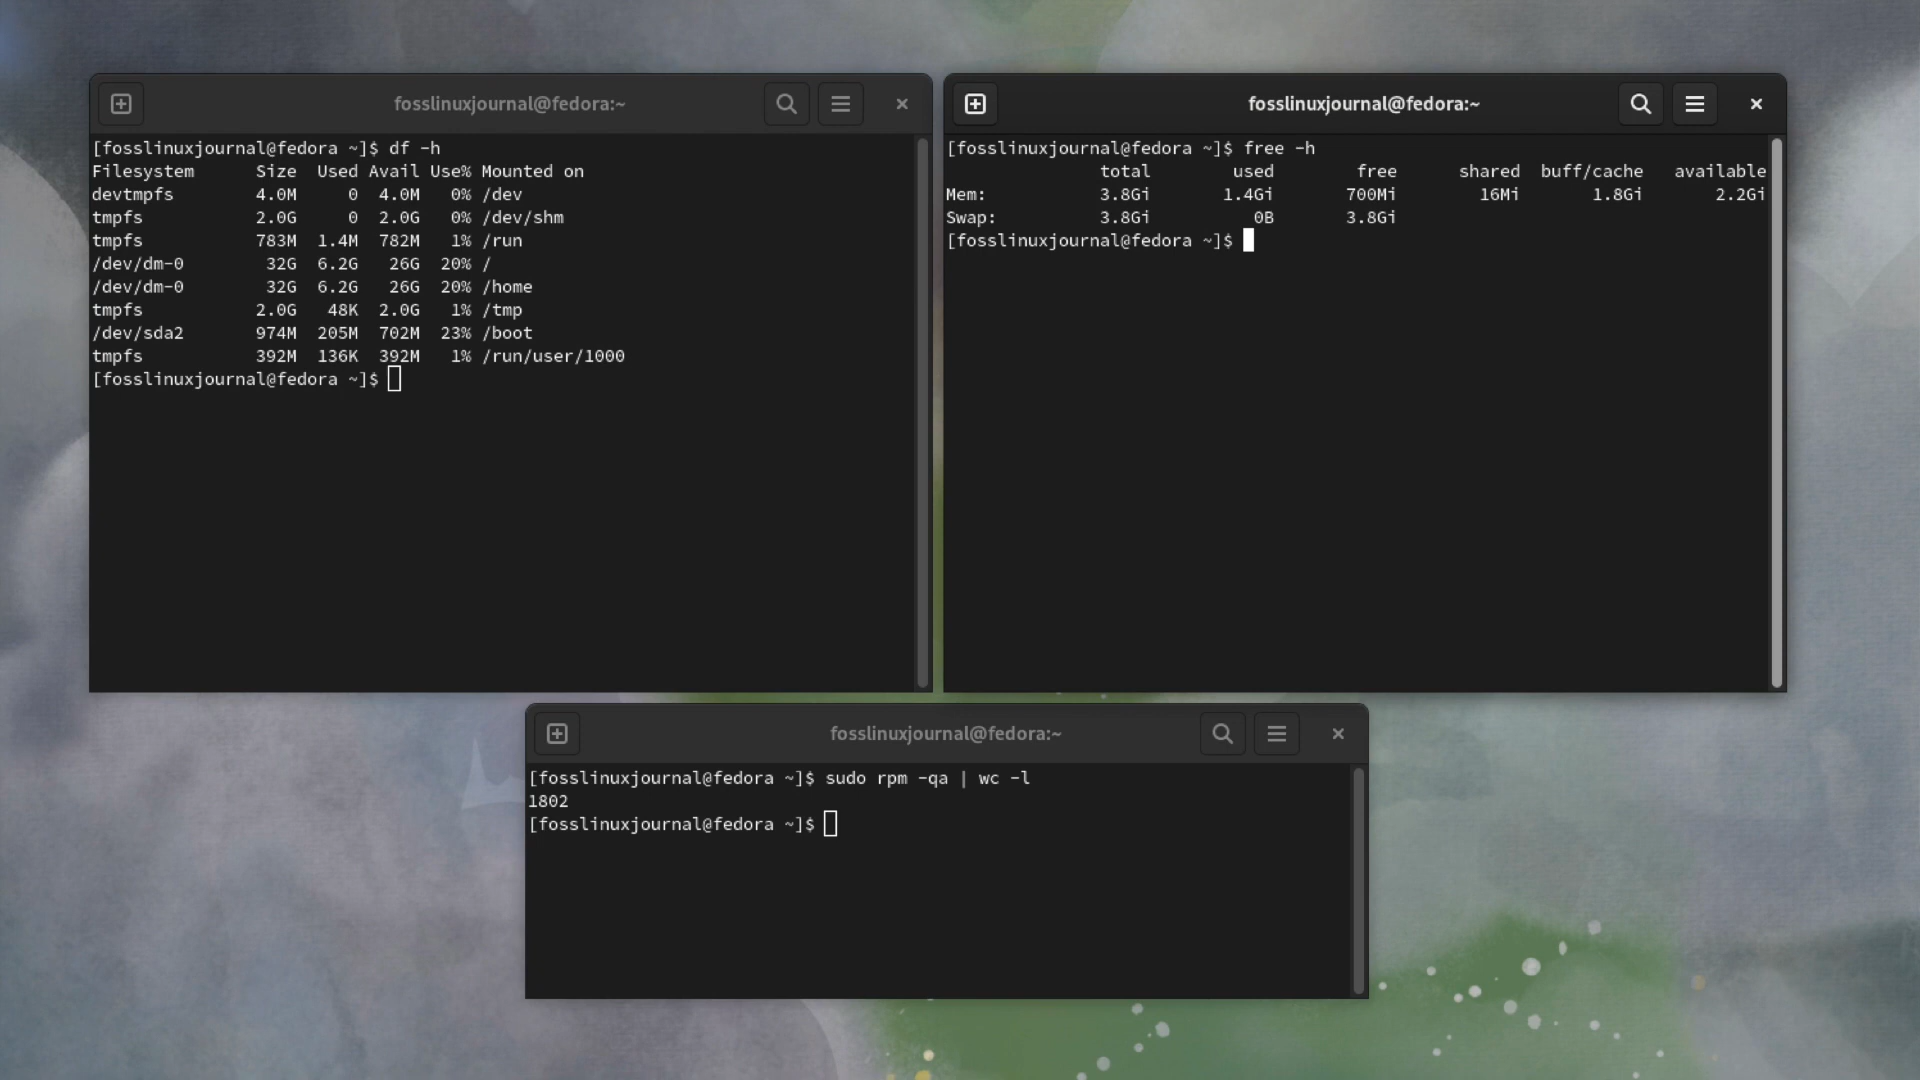 fosslinuxjournal@fedora:~
[fosslinuxjournal@fedora ~]$ df -h
Filesystem      Size  Used Avail Use% Mounted on
devtmpfs        4.0M     0  4.0M   0% /dev
tmpfs           2.0G     0  2.0G   0% /dev/shm
tmpfs           783M  1.4M  782M   1% /run
/dev/dm-0        32G  6.2G   26G  20% /
/dev/dm-0        32G  6.2G   26G  20% /home
tmpfs           2.0G   48K  2.0G   1% /tmp
/dev/sda2       974M  205M  702M  23% /boot
tmpfs           392M  136K  392M   1% /run/user/1000
[fosslinuxjournal@fedora ~]$
fosslinuxjournal@fedora:~
[fosslinuxjournal@fedora ~]$ free -h
               total        used        free      shared  buff/cache   available
Mem:           3.8Gi       1.4Gi       700Mi        16Mi       1.8Gi       2.2Gi
Swap:          3.8Gi          0B       3.8Gi
[fosslinuxjournal@fedora ~]$
fosslinuxjournal@fedora:~
[fosslinuxjournal@fedora ~]$ sudo rpm -qa | wc -l
1802
[fosslinuxjournal@fedora ~]$